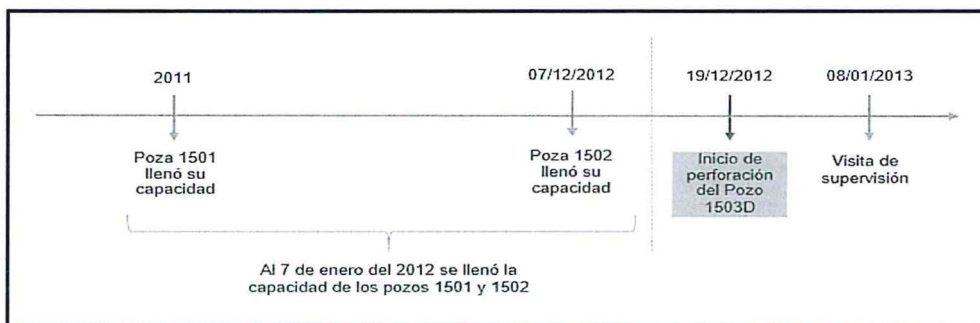 2011
07/12/2012
19/12/2012
08/01/2013
Poza 1501
llenó su
capacidad
Poza 1502
llenó su
capacidad
Inicio de
perforación
del Pozo
1503D
Visita de
supervisión
Al 7 de enero del 2012 se llenó la
capacidad de los pozos 1501 y 1502